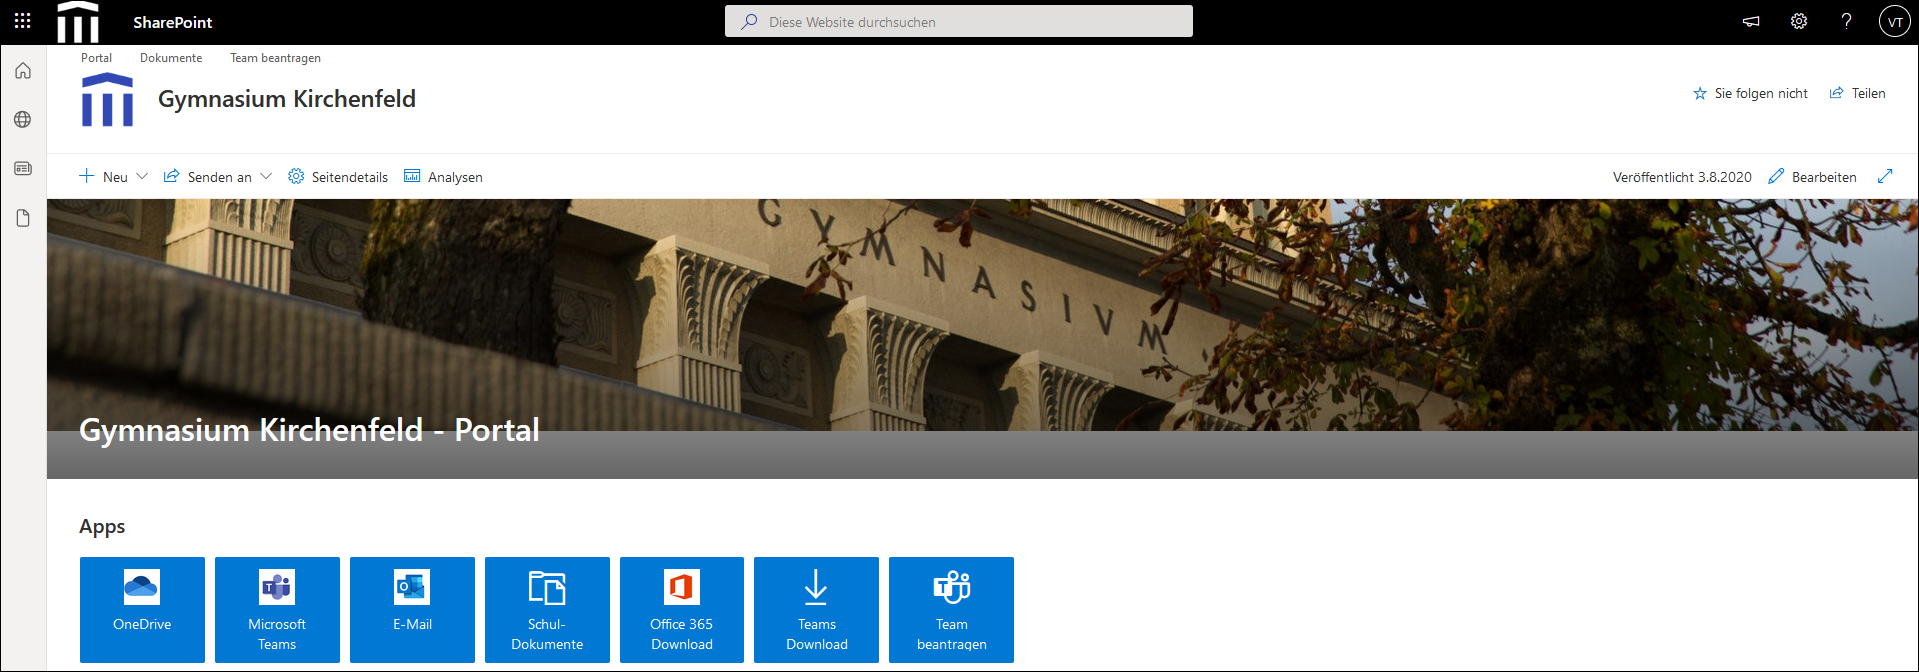 SharePoint
Diese Website durchsuchen
VT
Portal Dokumente Team beantragen
Gymnasium Kirchenfeld
Sie folgen nicht Teilen
Neu Senden an Seitendetails Analysen
Veröffentlicht 3.8.2020 Bearbeiten
GYMNASIVM
Gymnasium Kirchenfeld - Portal
Apps
OneDrive
Microsoft
Teams
E-Mail
Schul-
Dokumente
Office 365
Download
Teams
Download
Team
beantragen